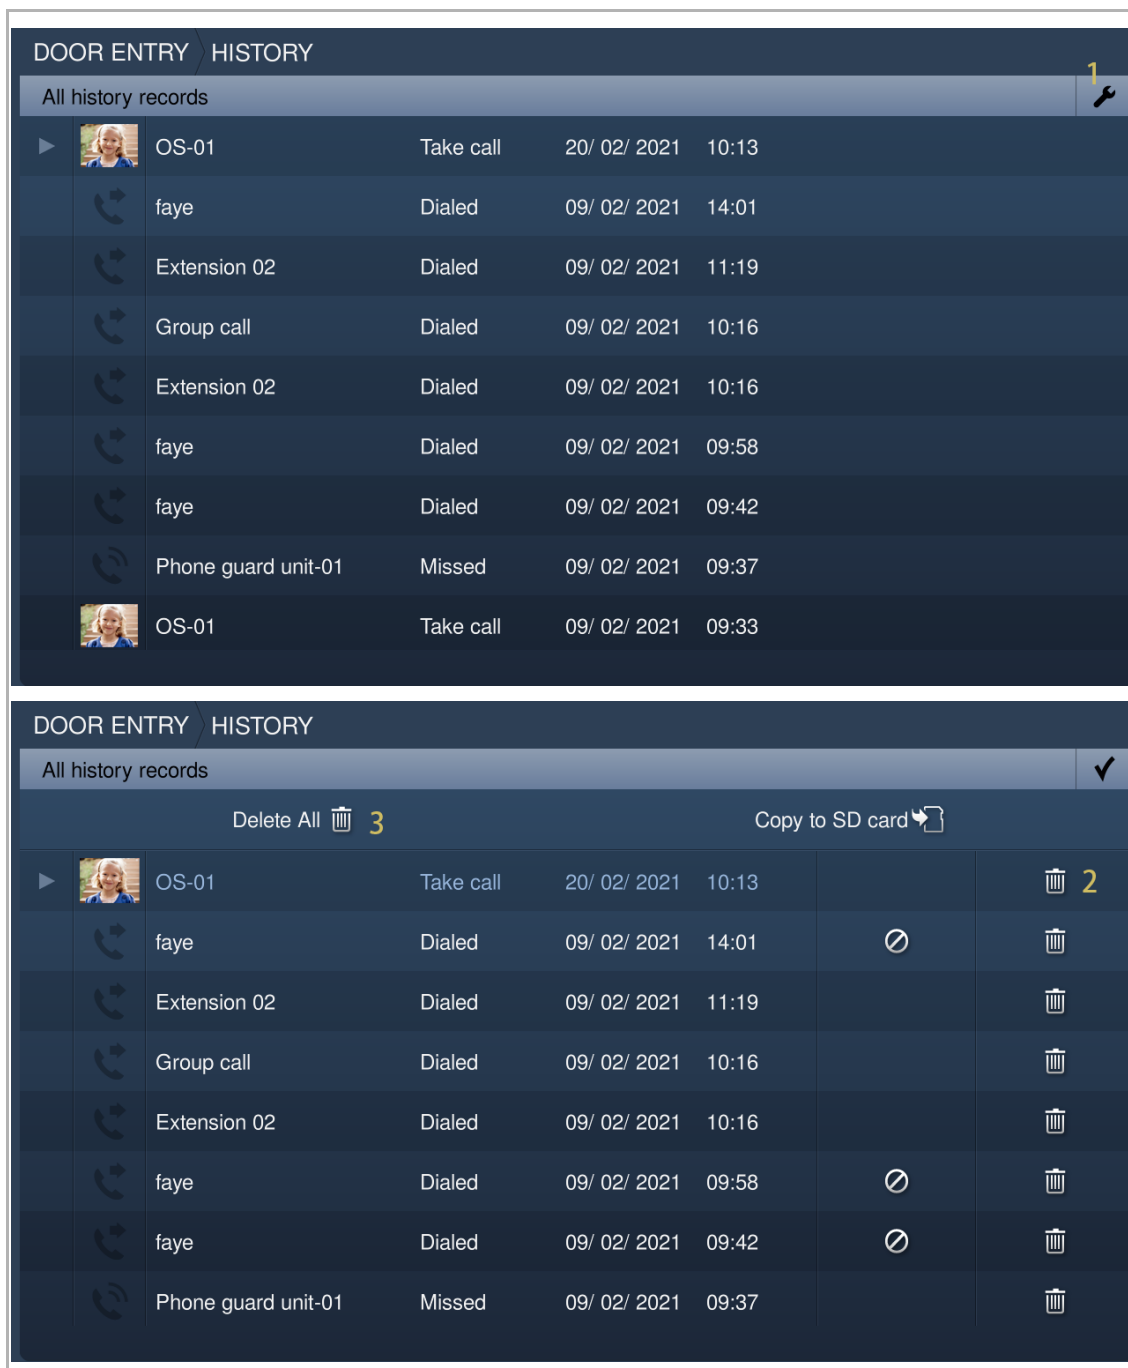 DOOR ENTRY HISTORY
1
All history records
OS-01 Take call 20/ 02/ 2021 10:13
faye Dialed 09/ 02/ 2021 14:01
Extension 02 Dialed 09/ 02/ 2021 11:19
Group call Dialed 09/ 02/ 2021 10:16
Extension 02 Dialed 09/ 02/ 2021 10:16
faye Dialed 09/ 02/ 2021 09:58
faye Dialed 09/ 02/ 2021 09:42
Phone guard unit-01 Missed 09/ 02/ 2021 09:37
OS-01 Take call 09/ 02/ 2021 09:33
DOOR ENTRY HISTORY
All history records
Delete All 3 Copy to SD card
OS-01 Take call 20/ 02/ 2021 10:13 2
faye Dialed 09/ 02/ 2021 14:01
Extension 02 Dialed 09/ 02/ 2021 11:19
Group call Dialed 09/ 02/ 2021 10:16
Extension 02 Dialed 09/ 02/ 2021 10:16
faye Dialed 09/ 02/ 2021 09:58
faye Dialed 09/ 02/ 2021 09:42
Phone guard unit-01 Missed 09/ 02/ 2021 09:37